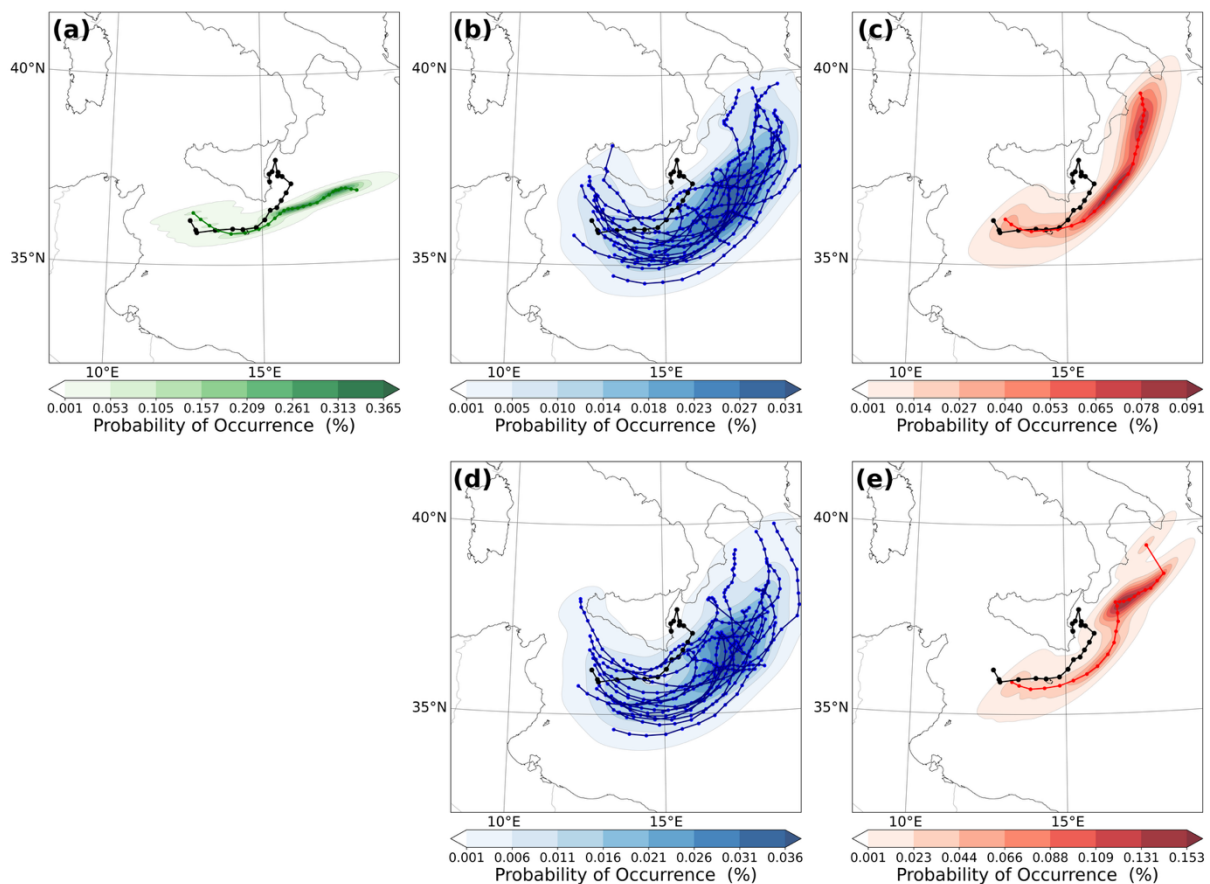 (a) (b) (c)
40°N 40°N 40°N
35°N 35°N 35°N
10°E 15°E 10°E 15°E 10°E 15°E
0.001 0.053 0.105 0.157 0.209 0.261 0.313 0.365 0.001 0.005 0.010 0.014 0.018 0.023 0.027 0.031 0.001 0.014 0.027 0.040 0.053 0.065 0.078 0.091
Probability of Occurrence (%) Probability of Occurrence (%) Probability of Occurrence (%)
(d) (e)
40°N 40°N
35°N 35°N
10°E 15°E 10°E 15°E
0.001 0.006 0.011 0.016 0.021 0.026 0.031 0.036 0.001 0.023 0.044 0.066 0.088 0.109 0.131 0.153
Probability of Occurrence (%) Probability of Occurrence (%)